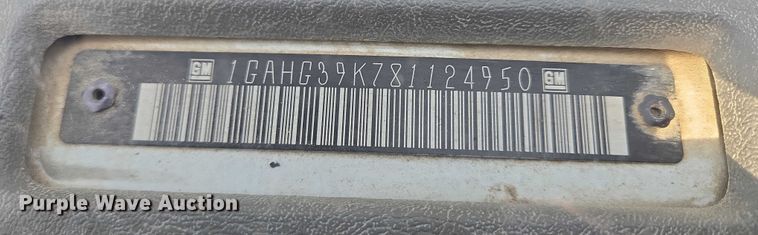 GM 1GAHG39K781124950 GM
Purple Wave Auction